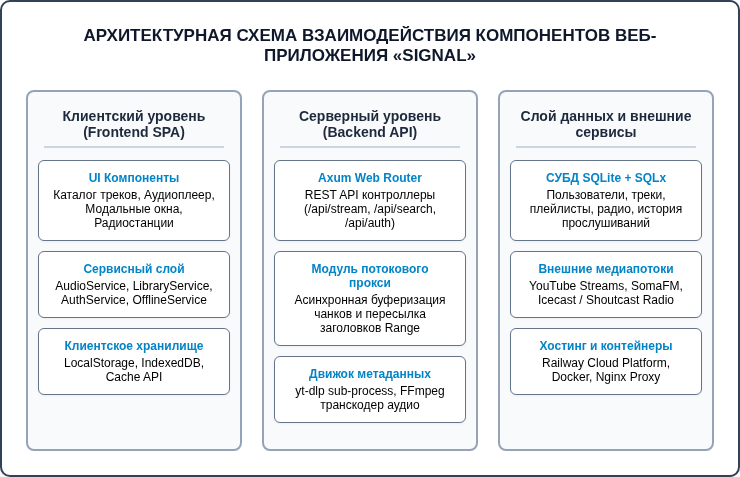 АРХИТЕКТУРНАЯ СХЕМА ВЗАИМОДЕЙСТВИЯ КОМПОНЕНТОВ ВЕБ-
ПРИЛОЖЕНИЯ «SIGNAL»
Клиентский уровень
(Frontend SPA)
UI Компоненты
Каталог треков, Аудиоплеер,
Модальные окна,
Радиостанции
Сервисный слой
AudioService, LibraryService,
AuthService, OfflineService
Клиентское хранилище
LocalStorage, IndexedDB,
Cache API
Серверный уровень
(Backend API)
Axum Web Router
REST API контроллеры
(/api/stream, /api/search,
/api/auth)
Модуль потокового
прокси
Асинхронная буферизация
чанков и пересылка
заголовков Range
Движок метаданных
yt-dlp sub-process, FFmpeg
транскодер аудио
Слой данных и внешние
сервисы
СУБД SQLite + SQLx
Пользователи, треки,
плейлисты, радио, история
прослушиваний
Внешние медиапотоки
YouTube Streams, SomaFM,
Icecast / Shoutcast Radio
Хостинг и контейнеры
Railway Cloud Platform,
Docker, Nginx Proxy